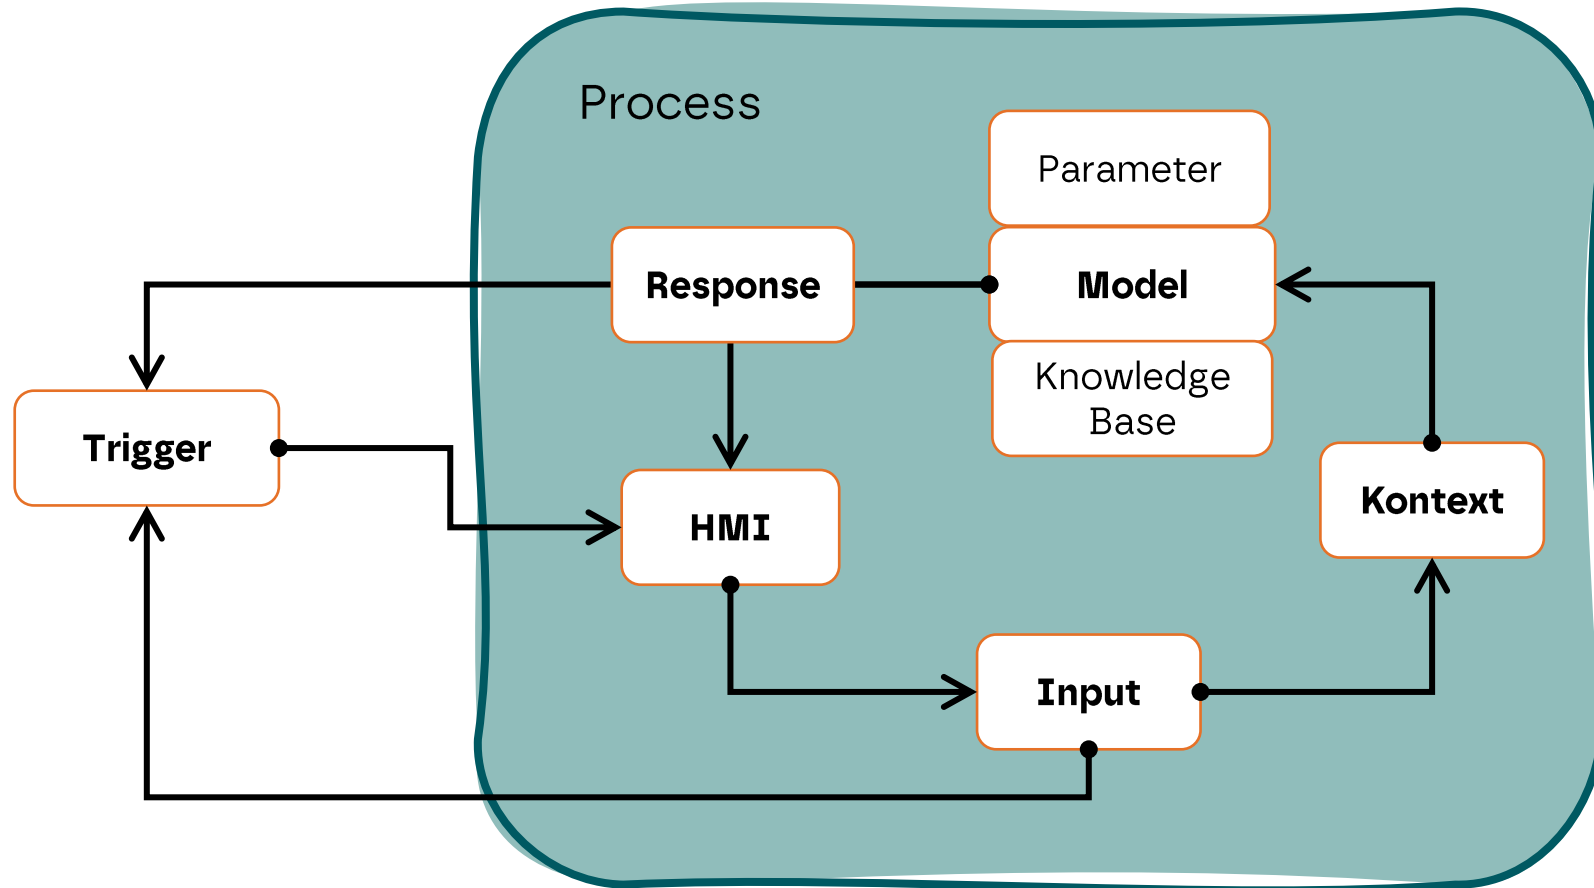 Process
Parameter
Response
Model
Knowledge
Base
Trigger
Kontext
HMI
Input